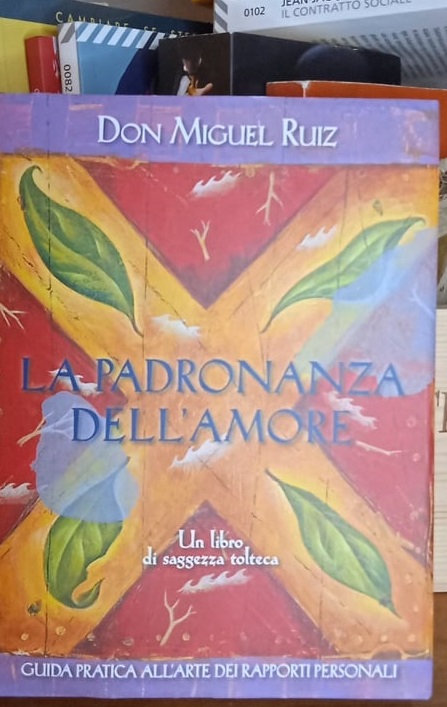 0102
IL CONTRATTO SOCIALE
0082
DON MIGUEL RUIZ
LA PADRONANZA
DELL'AMORE
Un libro
di saggezza tolteca
GUIDA PRATICA ALL'ARTE DEI RAPPORTI PERSONALI